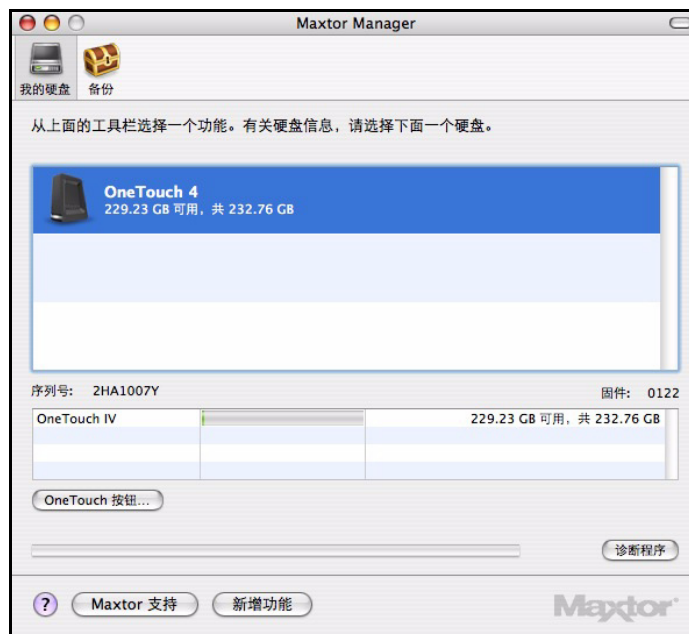 Maxtor Manager
我的硬盘 备份
从上面的工具栏选择一个功能。有关硬盘信息，请选择下面一个硬盘。
OneTouch 4
229.23 GB 可用，共 232.76 GB
序列号: 2HA1007Y 固件: 0122
OneTouch IV 229.23 GB 可用，共 232.76 GB
OneTouch 按钮...
诊断程序
? Maxtor 支持 新增功能 Maxtor